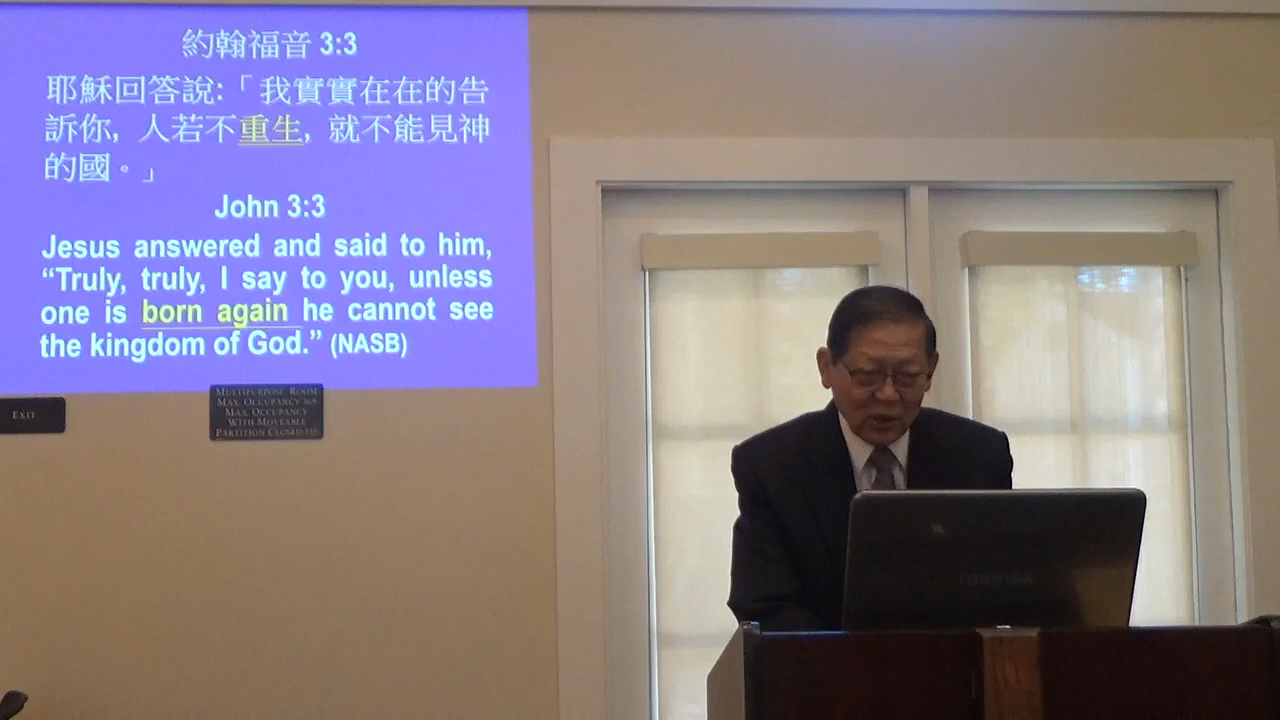 約翰福音 3:3
耶穌回答說:「我實實在在的告
訴你, 人若不重生, 就不能見神
的國。」
John 3:3
Jesus answered and said to him,
“Truly, truly, I say to you, unless
one is born again he cannot see
the kingdom of God.” (NASB)
EXIT
MULTIPURPOSE ROOM
MAX. OCCUPANCY
MAX. OCCUPANCY
WITH MOVEABLE
PARTITION CLOSED:
TOSHIBA